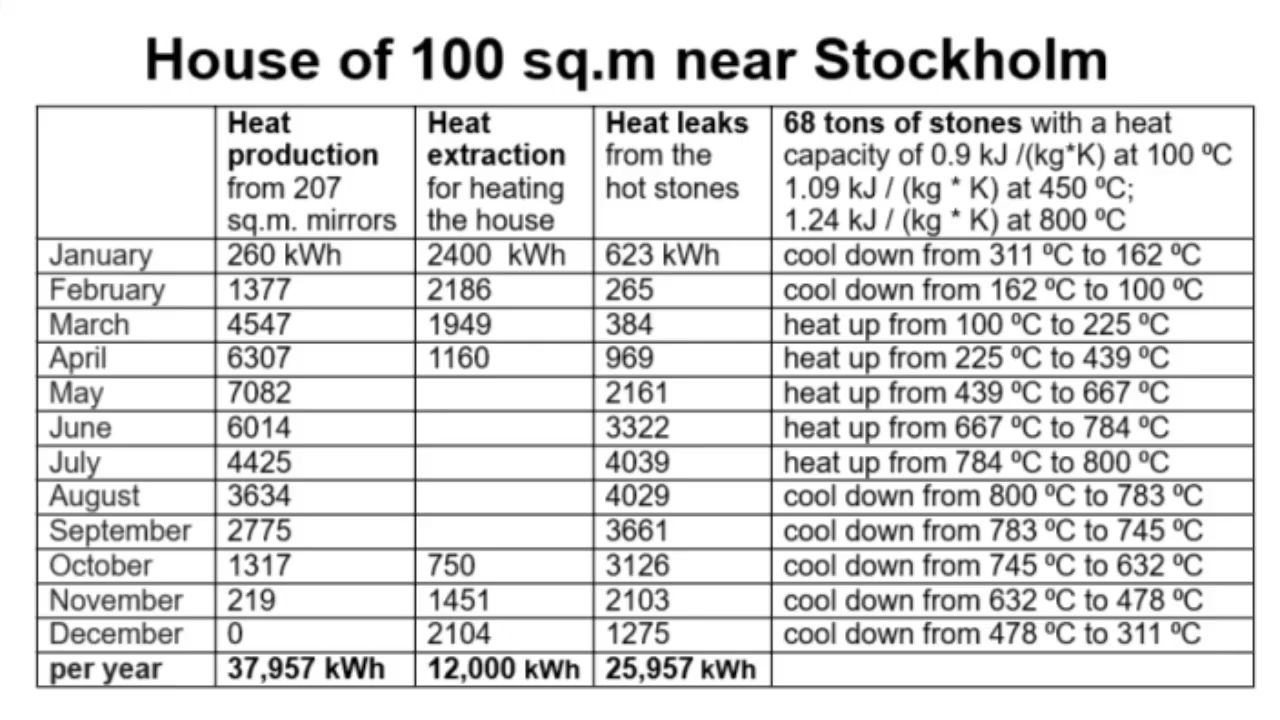 House of 100 sq.m near Stockholm
Heat production from 207 sq.m. mirrors | Heat extraction for heating the house | Heat leaks from the hot stones | 68 tons of stones with a heat capacity of 0.9 kJ /(kg*K) at 100 ºC 1.09 kJ / (kg * K) at 450 ºC; 1.24 kJ / (kg * K) at 800 ºC
January | 260 kWh | 2400 kWh | 623 kWh | cool down from 311 ºC to 162 ºC
February | 1377 | 2186 | 265 | cool down from 162 ºC to 100 ºC
March | 4547 | 1949 | 384 | heat up from 100 ºC to 225 ºC
April | 6307 | 1160 | 969 | heat up from 225 ºC to 439 ºC
May | 7082 | | 2161 | heat up from 439 ºC to 667 ºC
June | 6014 | | 3322 | heat up from 667 ºC to 784 ºC
July | 4425 | | 4039 | heat up from 784 ºC to 800 ºC
August | 3634 | | 4029 | cool down from 800 ºC to 783 ºC
September | 2775 | | 3661 | cool down from 783 ºC to 745 ºC
October | 1317 | 750 | 3126 | cool down from 745 ºC to 632 ºC
November | 219 | 1451 | 2103 | cool down from 632 ºC to 478 ºC
December | 0 | 2104 | 1275 | cool down from 478 ºC to 311 ºC
per year | 37,957 kWh | 12,000 kWh | 25,957 kWh